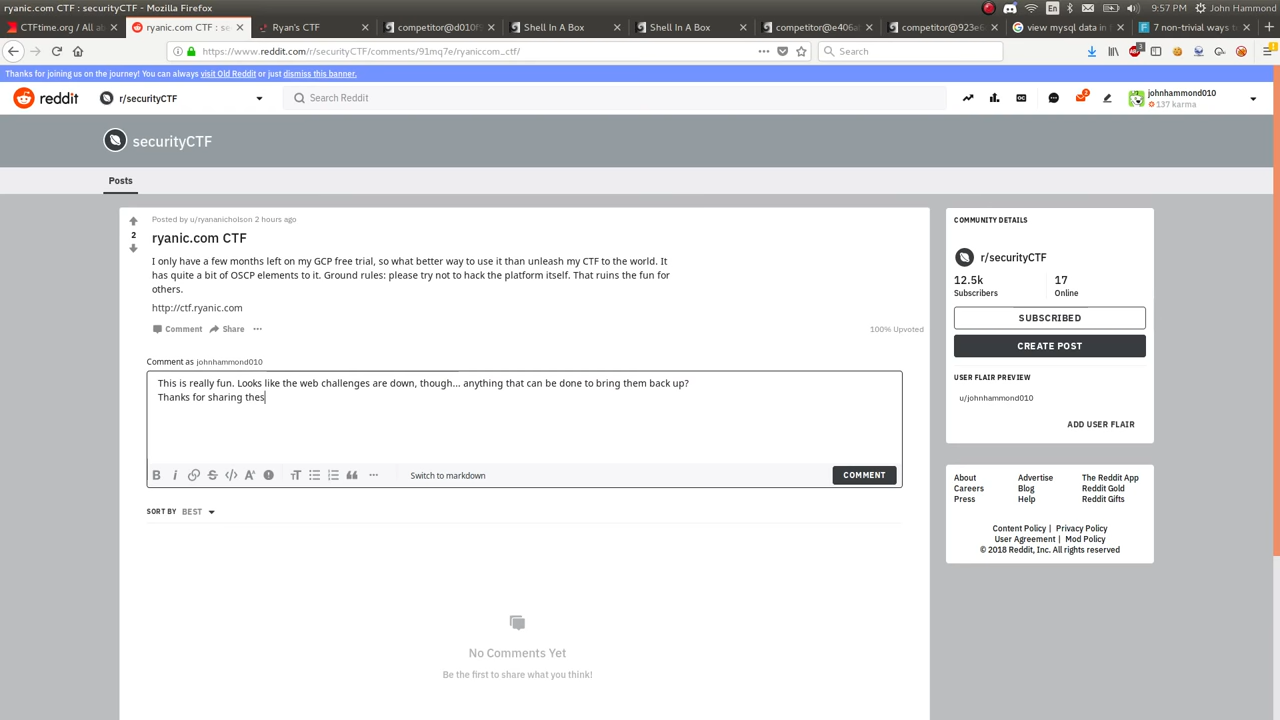 ryanic.com CTF : securityCTF - Mozilla Firefox
En
9:57 PM
John Hammond
CTFtime.org / All ab
ryanic.com CTF : se
Ryan's CTF
competitor@d010f
Shell In A Box
Shell In A Box
competitor@e406a
competitor@923e6
view mysql data in
7 non-trivial ways t
https://www.reddit.com/r/securityCTF/comments/91mq7e/ryaniccom_ctf/
Search
Thanks for joining us on the journey! You can always visit Old Reddit or just dismiss this banner.
reddit
r/securityCTF
Search Reddit
johnhammond010
137 karma
securityCTF
Posts
Posted by u/ryananicholson 2 hours ago
2
ryanic.com CTF
I only have a few months left on my GCP free trial, so what better way to use it than unleash my CTF to the world. It
has quite a bit of OSCP elements to it. Ground rules: please try not to hack the platform itself. That ruins the fun for
others.
http://ctf.ryanic.com
Comment
Share
100% Upvoted
Comment as johnhammond010
This is really fun. Looks like the web challenges are down, though... anything that can be done to bring them back up?
Thanks for sharing thes
Switch to markdown
COMMENT
SORT BY BEST
No Comments Yet
Be the first to share what you think!
COMMUNITY DETAILS
r/securityCTF
12.5k
17
Subscribers
Online
SUBSCRIBED
CREATE POST
USER FLAIR PREVIEW
u/johnhammond010
ADD USER FLAIR
About
Advertise
The Reddit App
Careers
Blog
Reddit Gold
Press
Help
Reddit Gifts
Content Policy | Privacy Policy
User Agreement | Mod Policy
© 2018 Reddit, Inc. All rights reserved